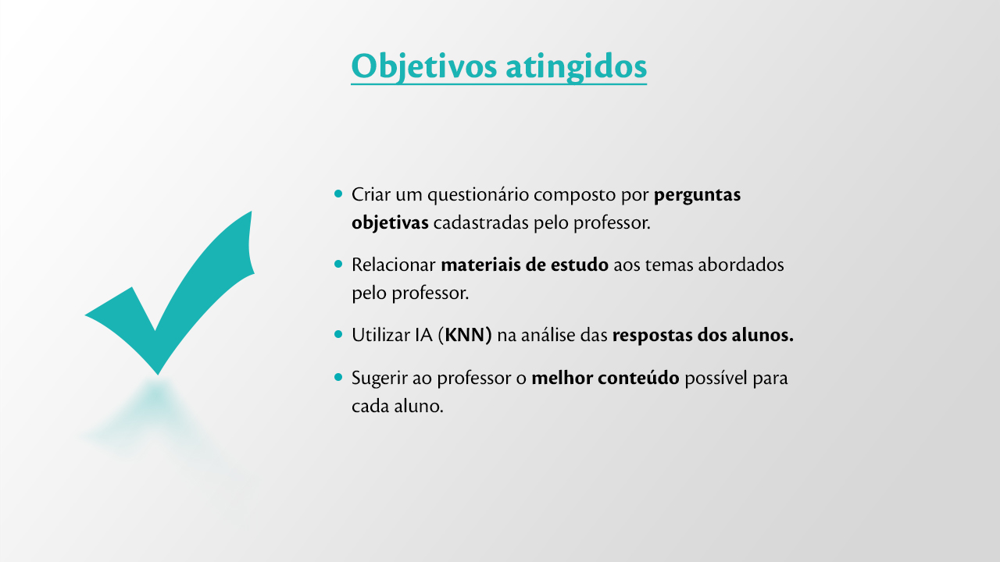 Objetivos atingidos
Criar um questionário composto por perguntas
objetivas cadastradas pelo professor.
Relacionar materiais de estudo aos temas abordados
pelo professor.
Utilizar IA (KNN) na análise das respostas dos alunos.
Sugerir ao professor o melhor conteúdo possível para
cada aluno.